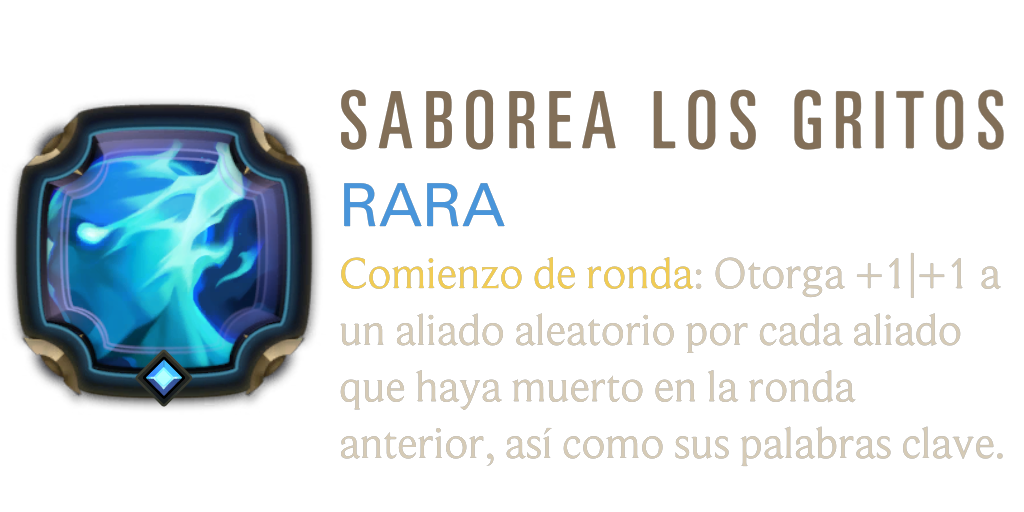 SABOREA LOS GRITOS
RARA
Comienzo de ronda: Otorga +1|+1 a
un aliado aleatorio por cada aliado
que haya muerto en la ronda
anterior, así como sus palabras clave.